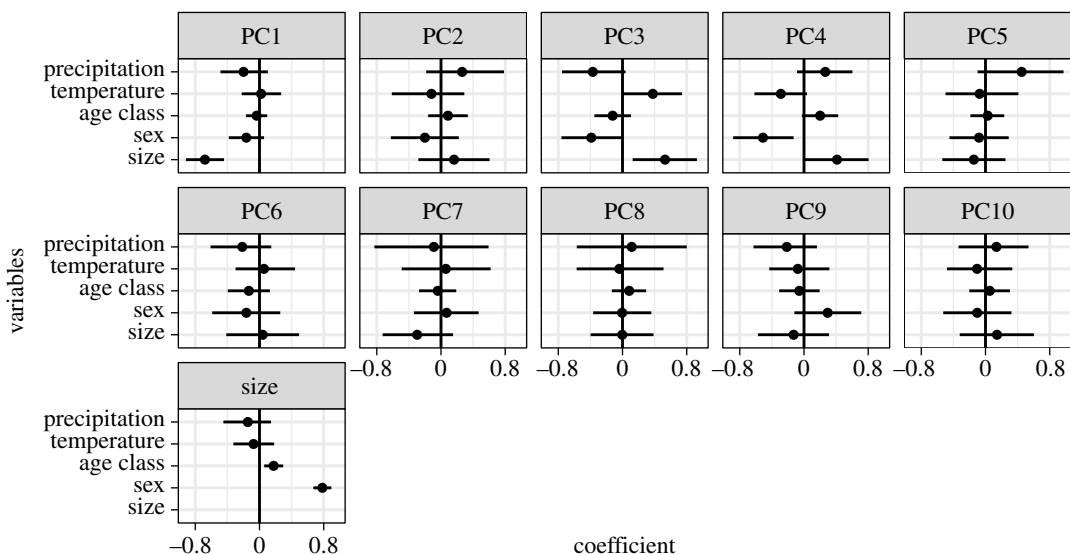 PC1 PC2 PC3 PC4 PC5
precipitation
temperature
age class
sex
size
PC6 PC7 PC8 PC9 PC10
precipitation
temperature
age class
sex
size
–0.8 0 0.8 –0.8 0 0.8 –0.8 0 0.8 –0.8 0 0.8
size
precipitation
temperature
age class
sex
size
–0.8 0 0.8
coefficient
variables